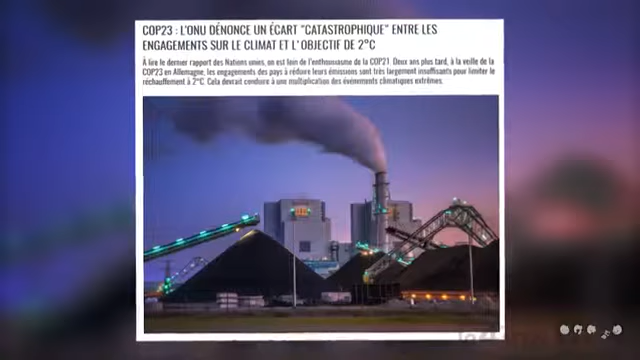 COP23 : L'ONU DÉNONCE UN ÉCART "CATASTROPHIQUE" ENTRE LES
ENGAGEMENTS SUR LE CLIMAT ET L'OBJECTIF DE 2°C
À lire le dernier rapport des Nations unies, on est loin de l'enthousiasme de la COP21. Deux ans plus tard, à la veille de la
COP23 en Allemagne, les engagements des pays à réduire leurs émissions sont très largement insuffisants pour limiter le
réchauffement à 2°C. Cela devrait conduire à une multiplication des événements climatiques extrêmes.